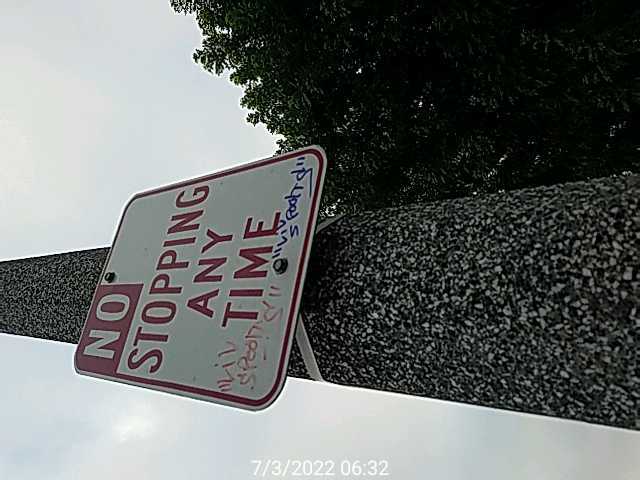 NO
STOPPING
ANY
TIME
7/3/2022 06:32